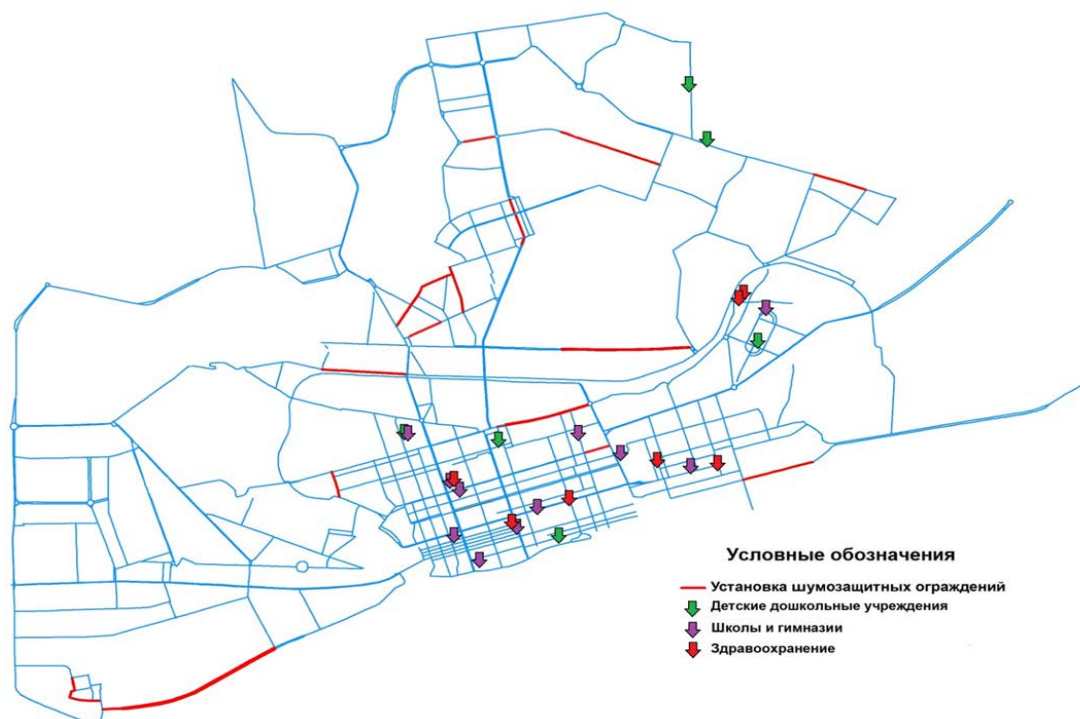 Условные обозначения
Установка шумозащитных ограждений
Детские дошкольные учреждения
Школы и гимназии
Здравоохранение